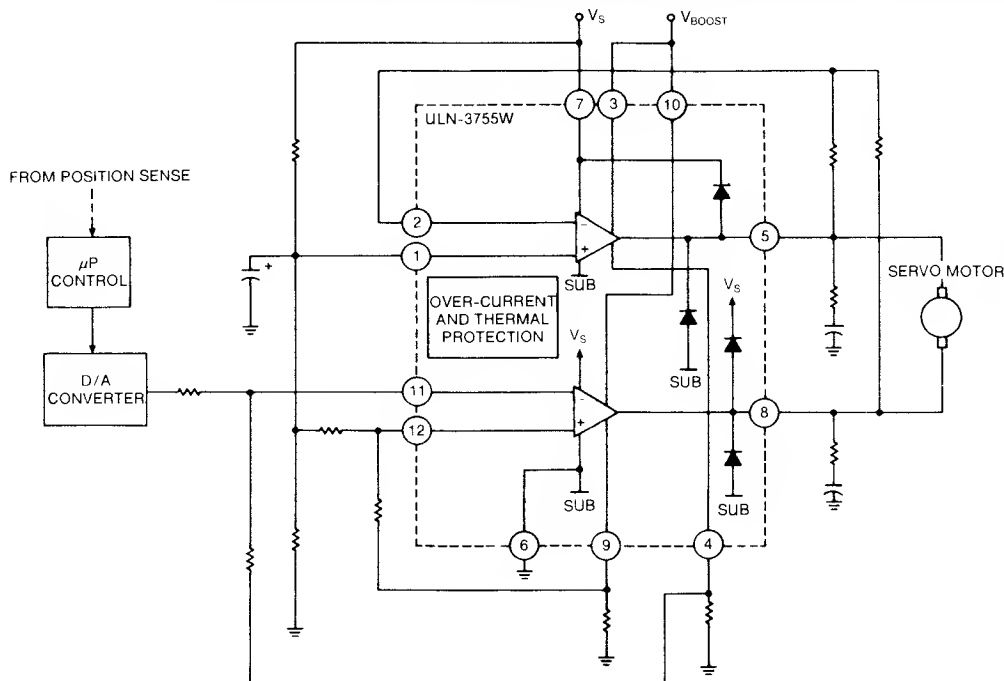 V_S
V_BOOST
7
3
10
ULN-3755W
FROM POSITION SENSE
2
−
1
+
5
µP
CONTROL
+
SUB
SERVO MOTOR
OVER-CURRENT
AND THERMAL
PROTECTION
V_S
V_S
SUB
D/A
CONVERTER
11
−
12
+
8
SUB
SUB
6
9
4